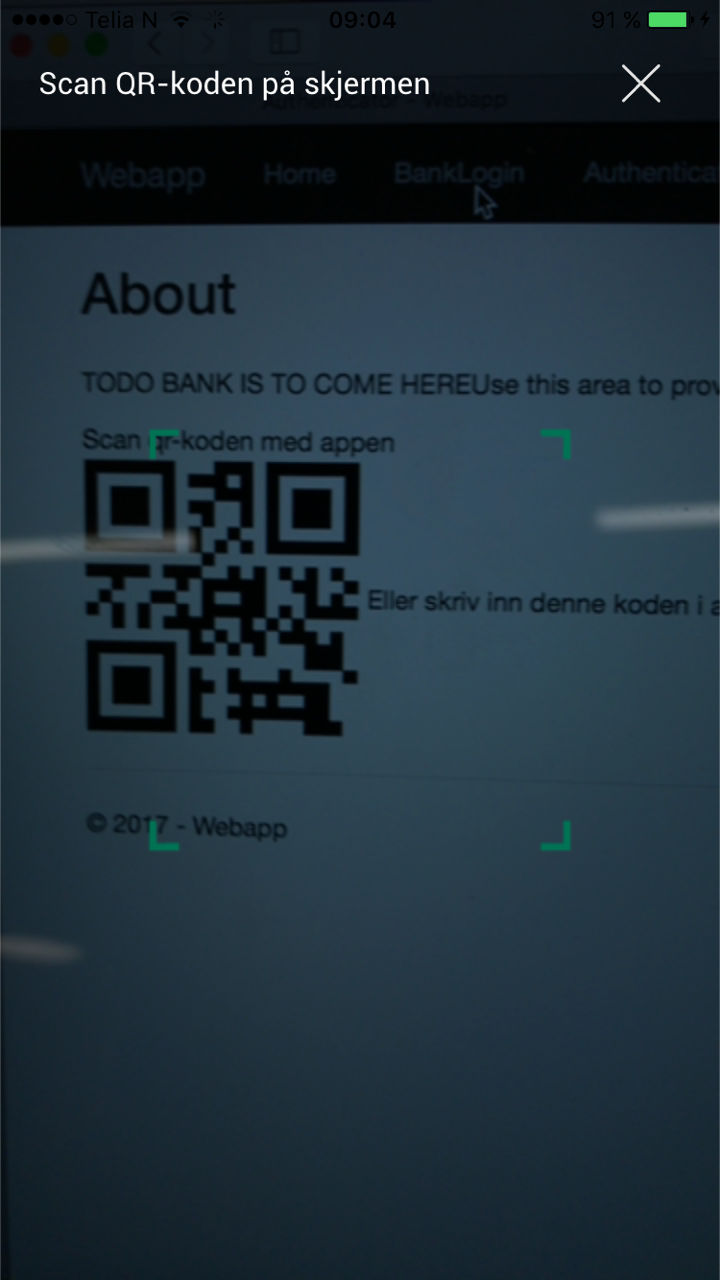 Telia N 09:04 91 %
Scan QR-koden på skjermen
Authenticator - Webapp
Webapp Home BankLogin Authentica
About
TODO BANK IS TO COME HEREUse this area to prov
Scan qr-koden med appen
Eller skriv inn denne koden i a
© 2017 - Webapp